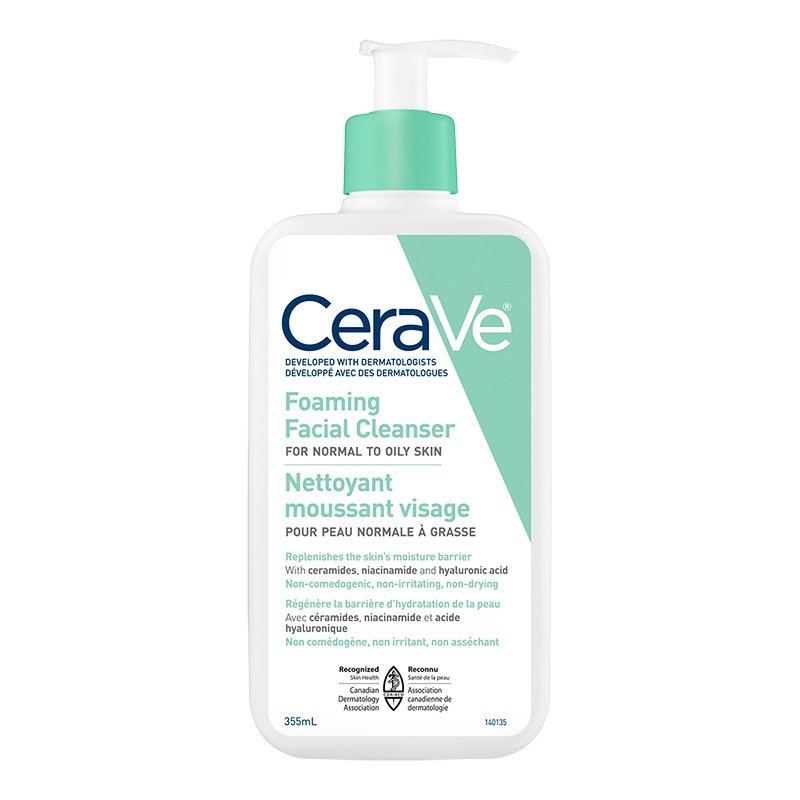 CeraVe®
DEVELOPED WITH DERMATOLOGISTS
DÉVELOPPÉ AVEC DES DERMATOLOGUES
Foaming
Facial Cleanser
FOR NORMAL TO OILY SKIN
Nettoyant
moussant visage
POUR PEAU NORMALE À GRASSE
Replenishes the skin's moisture barrier
With ceramides, niacinamide and hyaluronic acid
Non-comedogenic, non-irritating, non-drying
Régénère la barrière d'hydratation de la peau
Avec céramides, niacinamide et acide
hyaluronique
Non comédogène, non irritant, non asséchant
Recognized
Skin Health
Canadian
Dermatology
Association
CDA·ACD
Reconnu
Santé de la peau
Association
canadienne de
dermatologie
355mL
140135